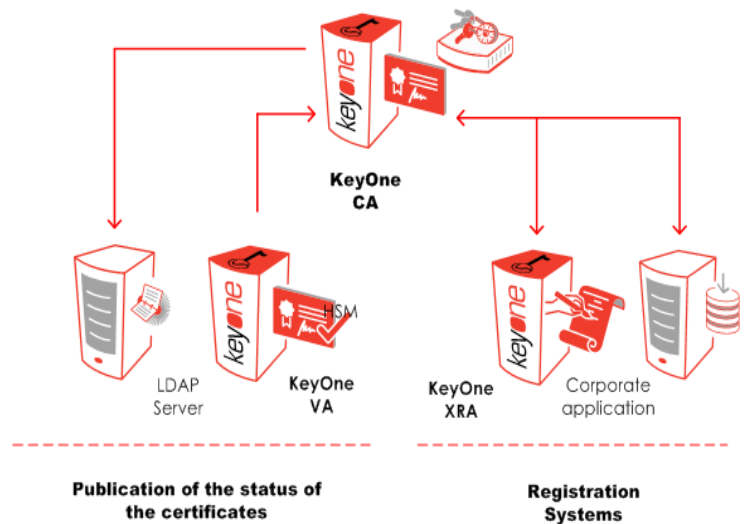 keyone
KeyOne
CA
keyone
HSM
keyone
LDAP
Server
KeyOne
VA
KeyOne
XRA
Corporate
application
Publication of the status of
the certificates
Registration
Systems